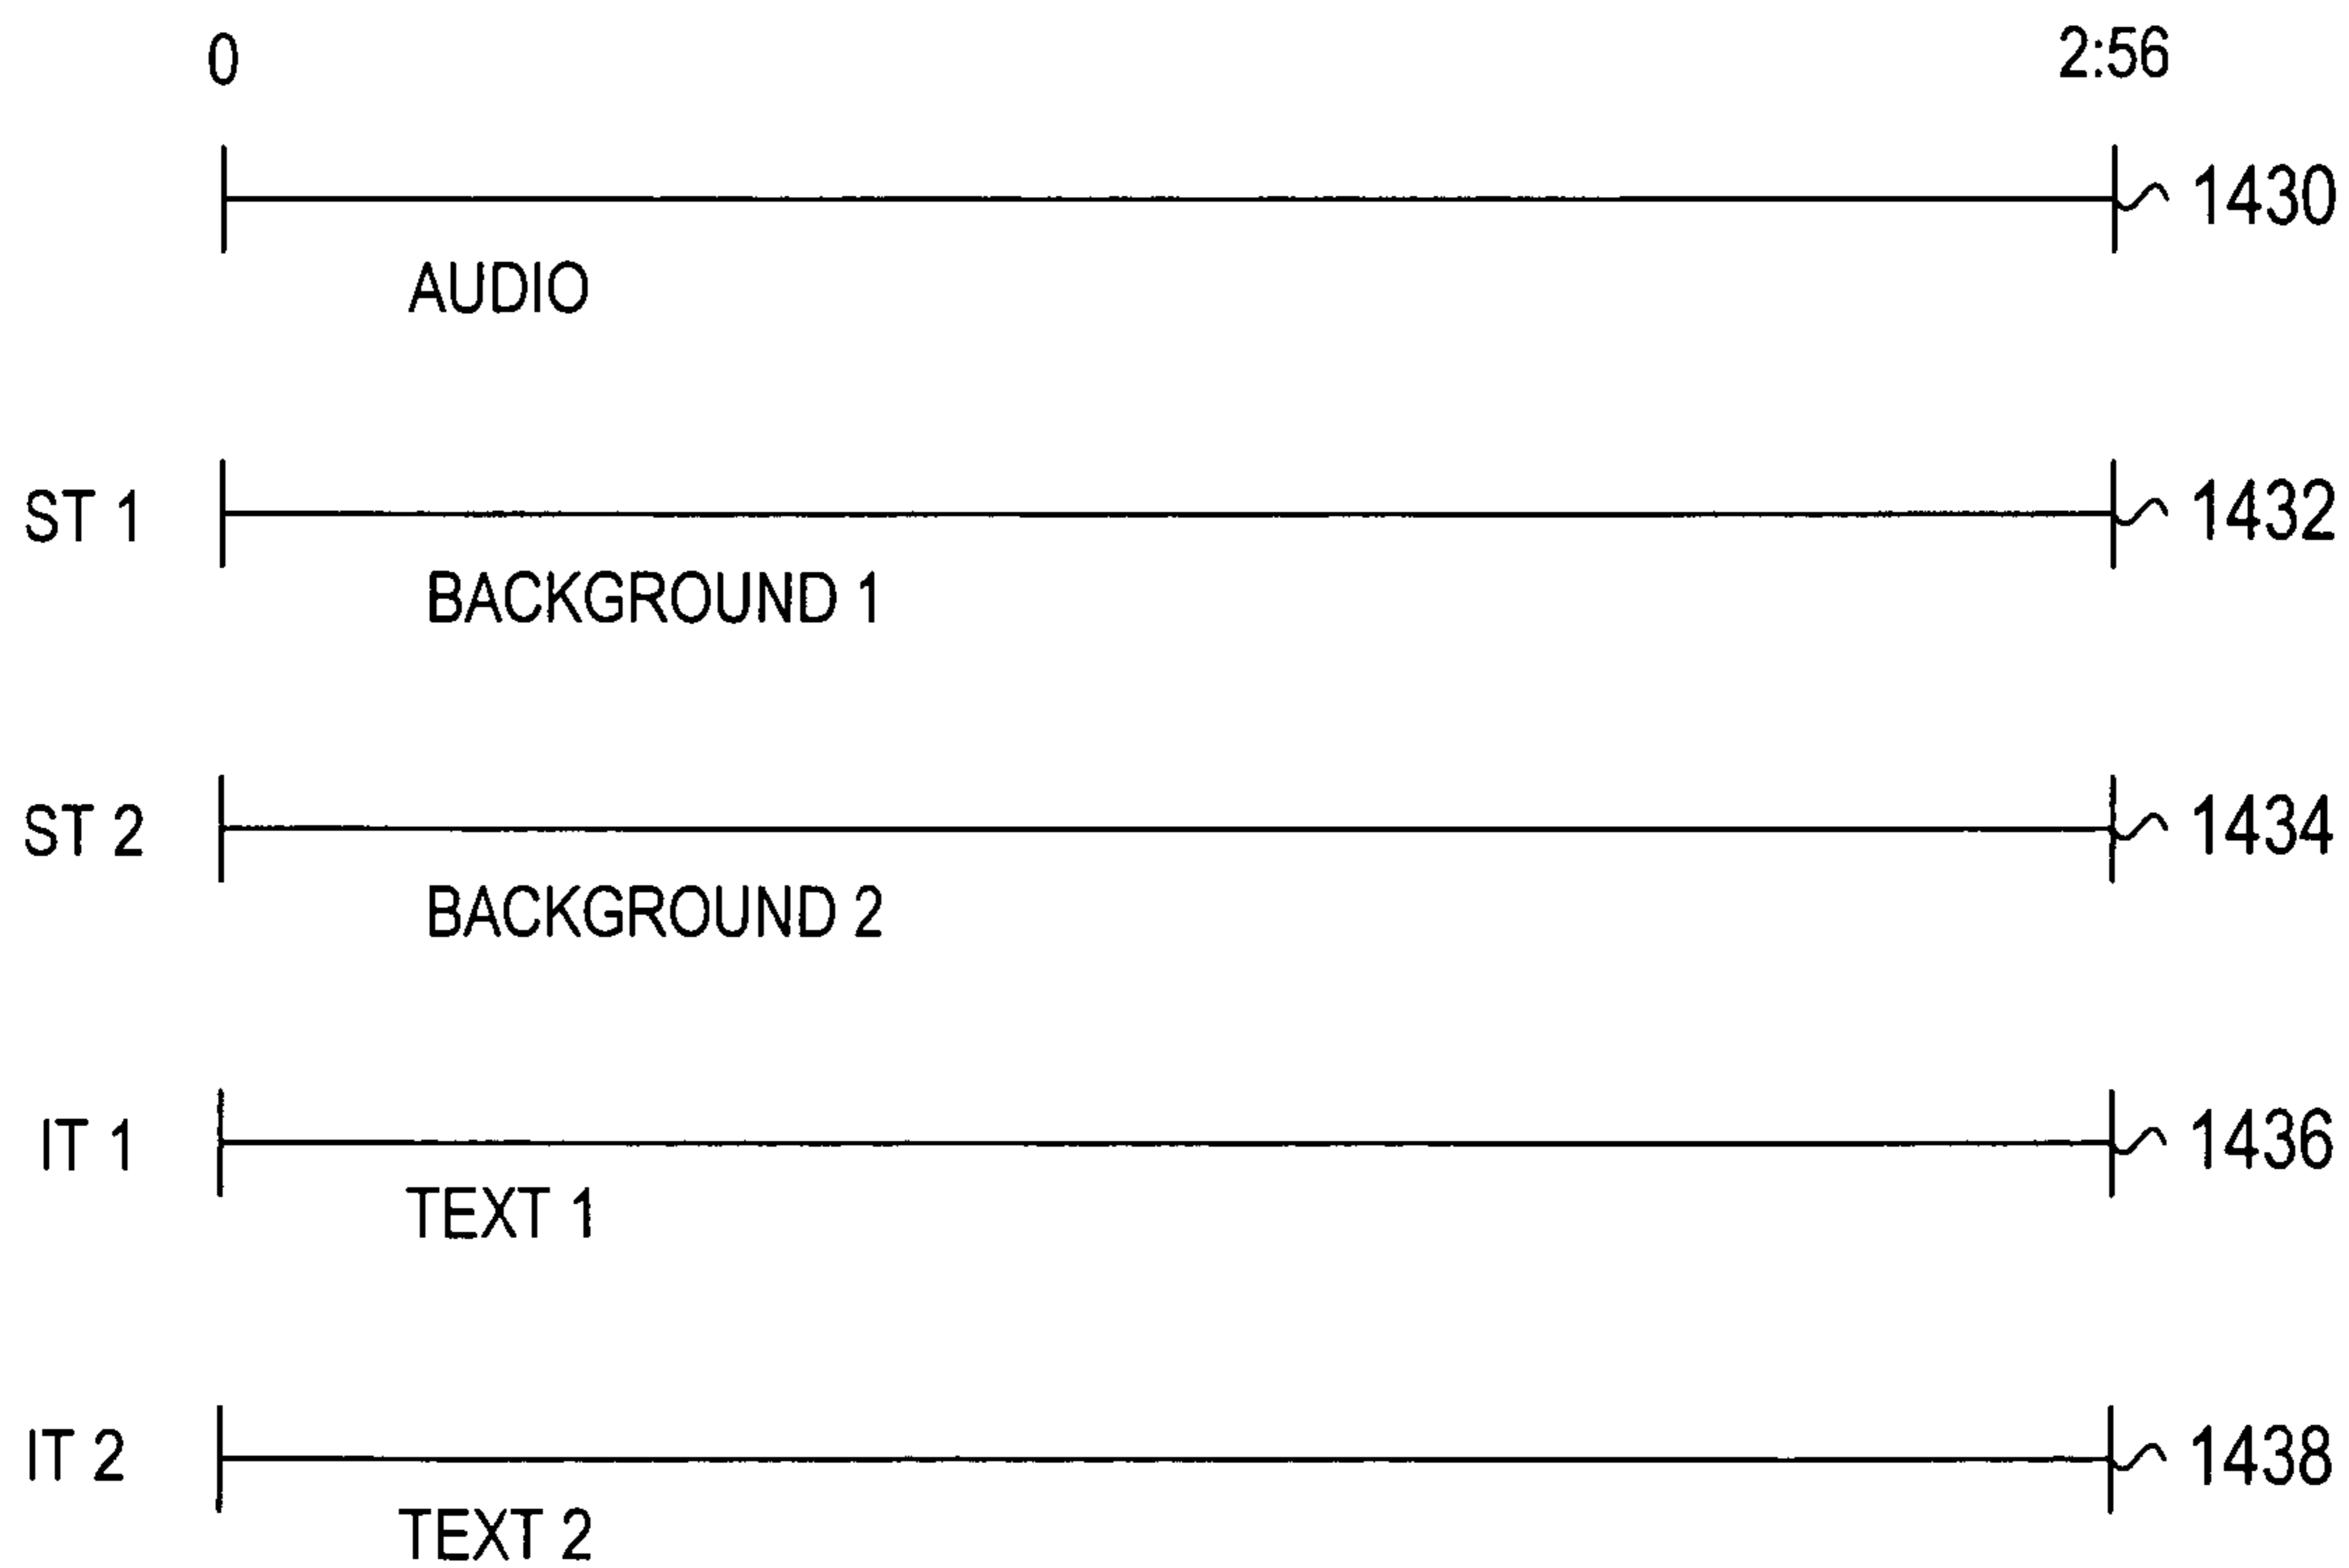 0 2:56
1430
AUDIO
ST 1 1432
BACKGROUND 1
ST 2 1434
BACKGROUND 2
IT 1 1436
TEXT 1
IT 2 1438
TEXT 2